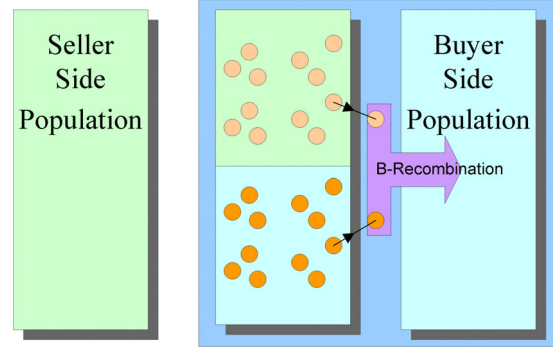 Seller
Side
Population
Buyer
Side
Population
B-Recombination